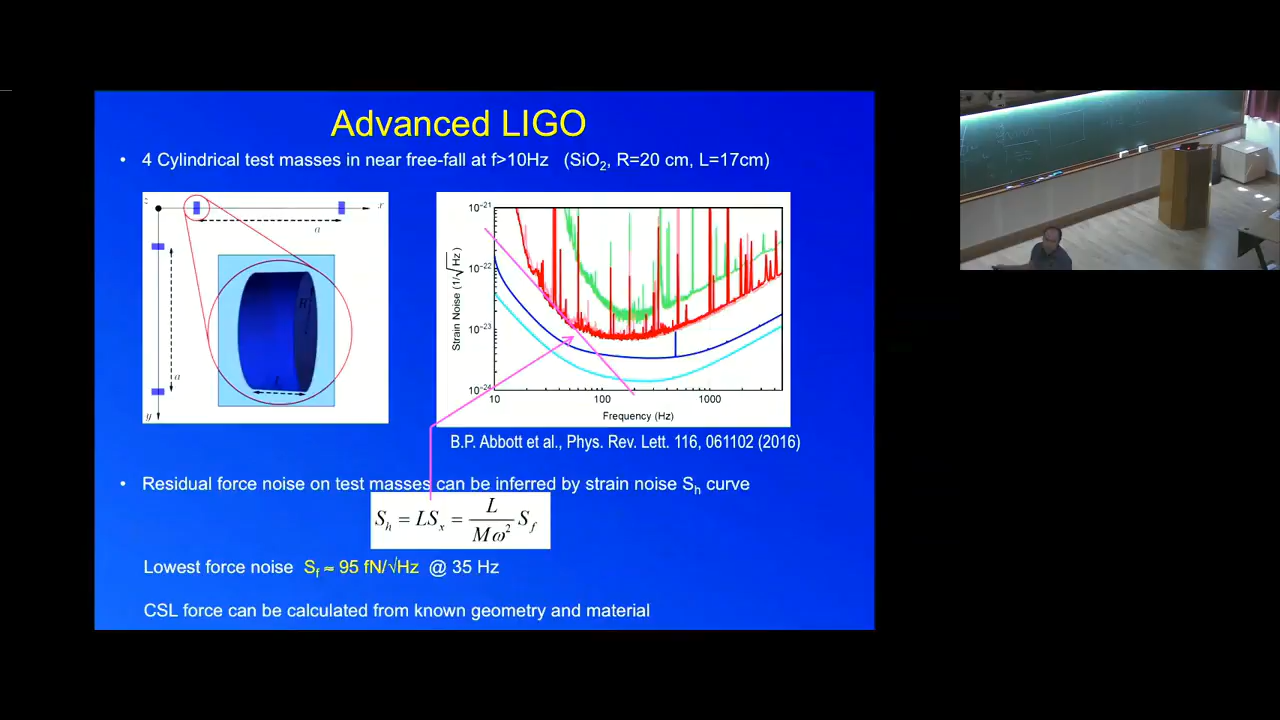 Advanced LIGO
• 4 Cylindrical test masses in near free-fall at f>10Hz (SiO₂, R=20 cm, L=17cm)
z
x
a
R
L
a
y
10⁻²¹
10⁻²²
10⁻²³
10⁻²⁴
Strain Noise (1/√Hz)
10 100 1000
Frequency (Hz)
B.P. Abbott et al., Phys. Rev. Lett. 116, 061102 (2016)
• Residual force noise on test masses can be inferred by strain noise Sₕ curve
Sₕ = LSₓ = L/(Mω²) S_f
Lowest force noise S_f ≈ 95 fN/√Hz @ 35 Hz
CSL force can be calculated from known geometry and material